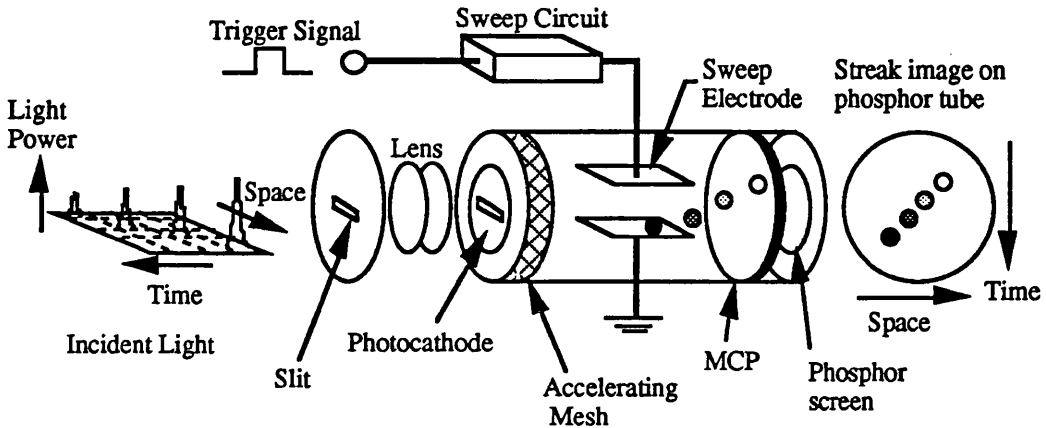 Sweep Circuit
Trigger Signal
Sweep
Electrode
Streak image on
phosphor tube
Light
Power
Lens
Space
Time
Time
Space
Incident Light
Photocathode
Slit
MCP
Accelerating
Mesh
Phosphor
screen